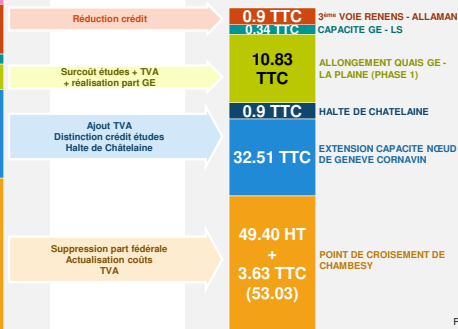 Réduction crédit
0.9 TTC
3ème VOIE RENENS - ALLAMAN
0.34 TTC
CAPACITE GE - LS
Surcoût études + TVA
+ réalisation part GE
10.83
TTC
ALLONGEMENT QUAIS GE -
LA PLAINE (PHASE 1)
0.9 TTC
HALTE DE CHATELAINE
Ajout TVA
Distinction crédit études
Halte de Châtelaine
32.51 TTC
EXTENSION CAPACITE NŒUD
DE GENEVE CORNAVIN
Suppression part fédérale
Actualisation coûts
TVA
49.40 HT
+
3.63 TTC
(53.03)
POINT DE CROISEMENT DE
CHAMBESY
P